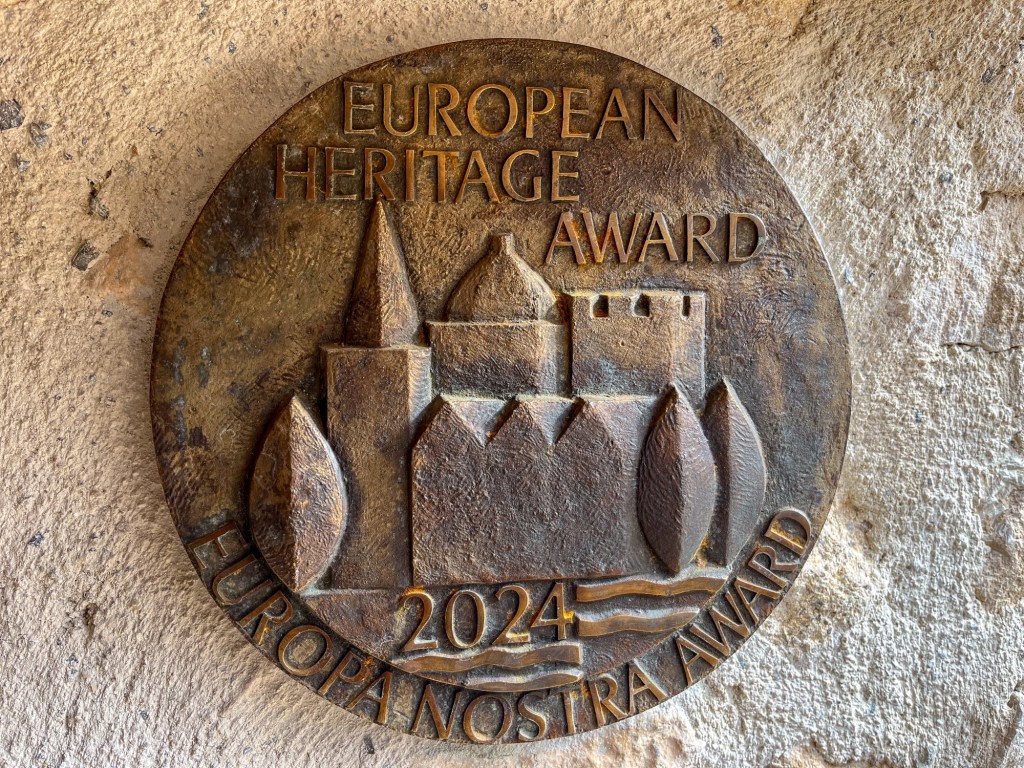 EUROPEAN
HERITAGE
AWARD
2024
EUROPA NOSTRA AWARD